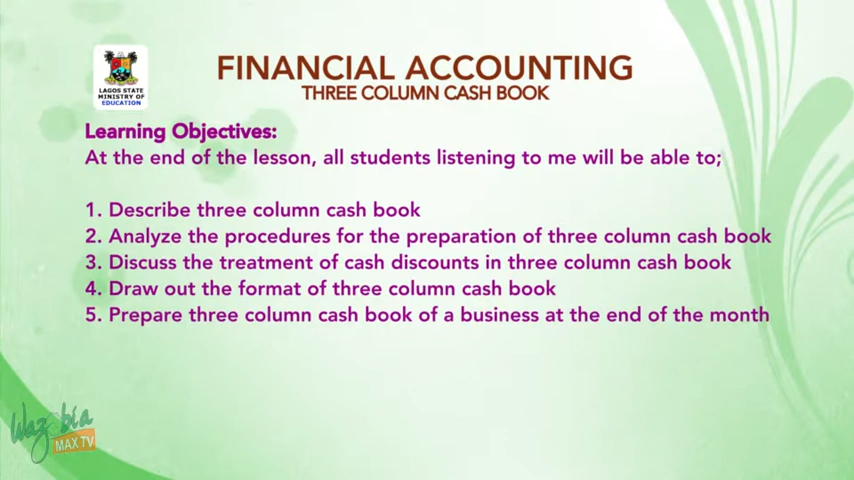 LAGOS STATE
MINISTRY OF
EDUCATION
FINANCIAL ACCOUNTING
THREE COLUMN CASH BOOK
Learning Objectives:
At the end of the lesson, all students listening to me will be able to;
1. Describe three column cash book
2. Analyze the procedures for the preparation of three column cash book
3. Discuss the treatment of cash discounts in three column cash book
4. Draw out the format of three column cash book
5. Prepare three column cash book of a business at the end of the month
Wazobia
MAX TV